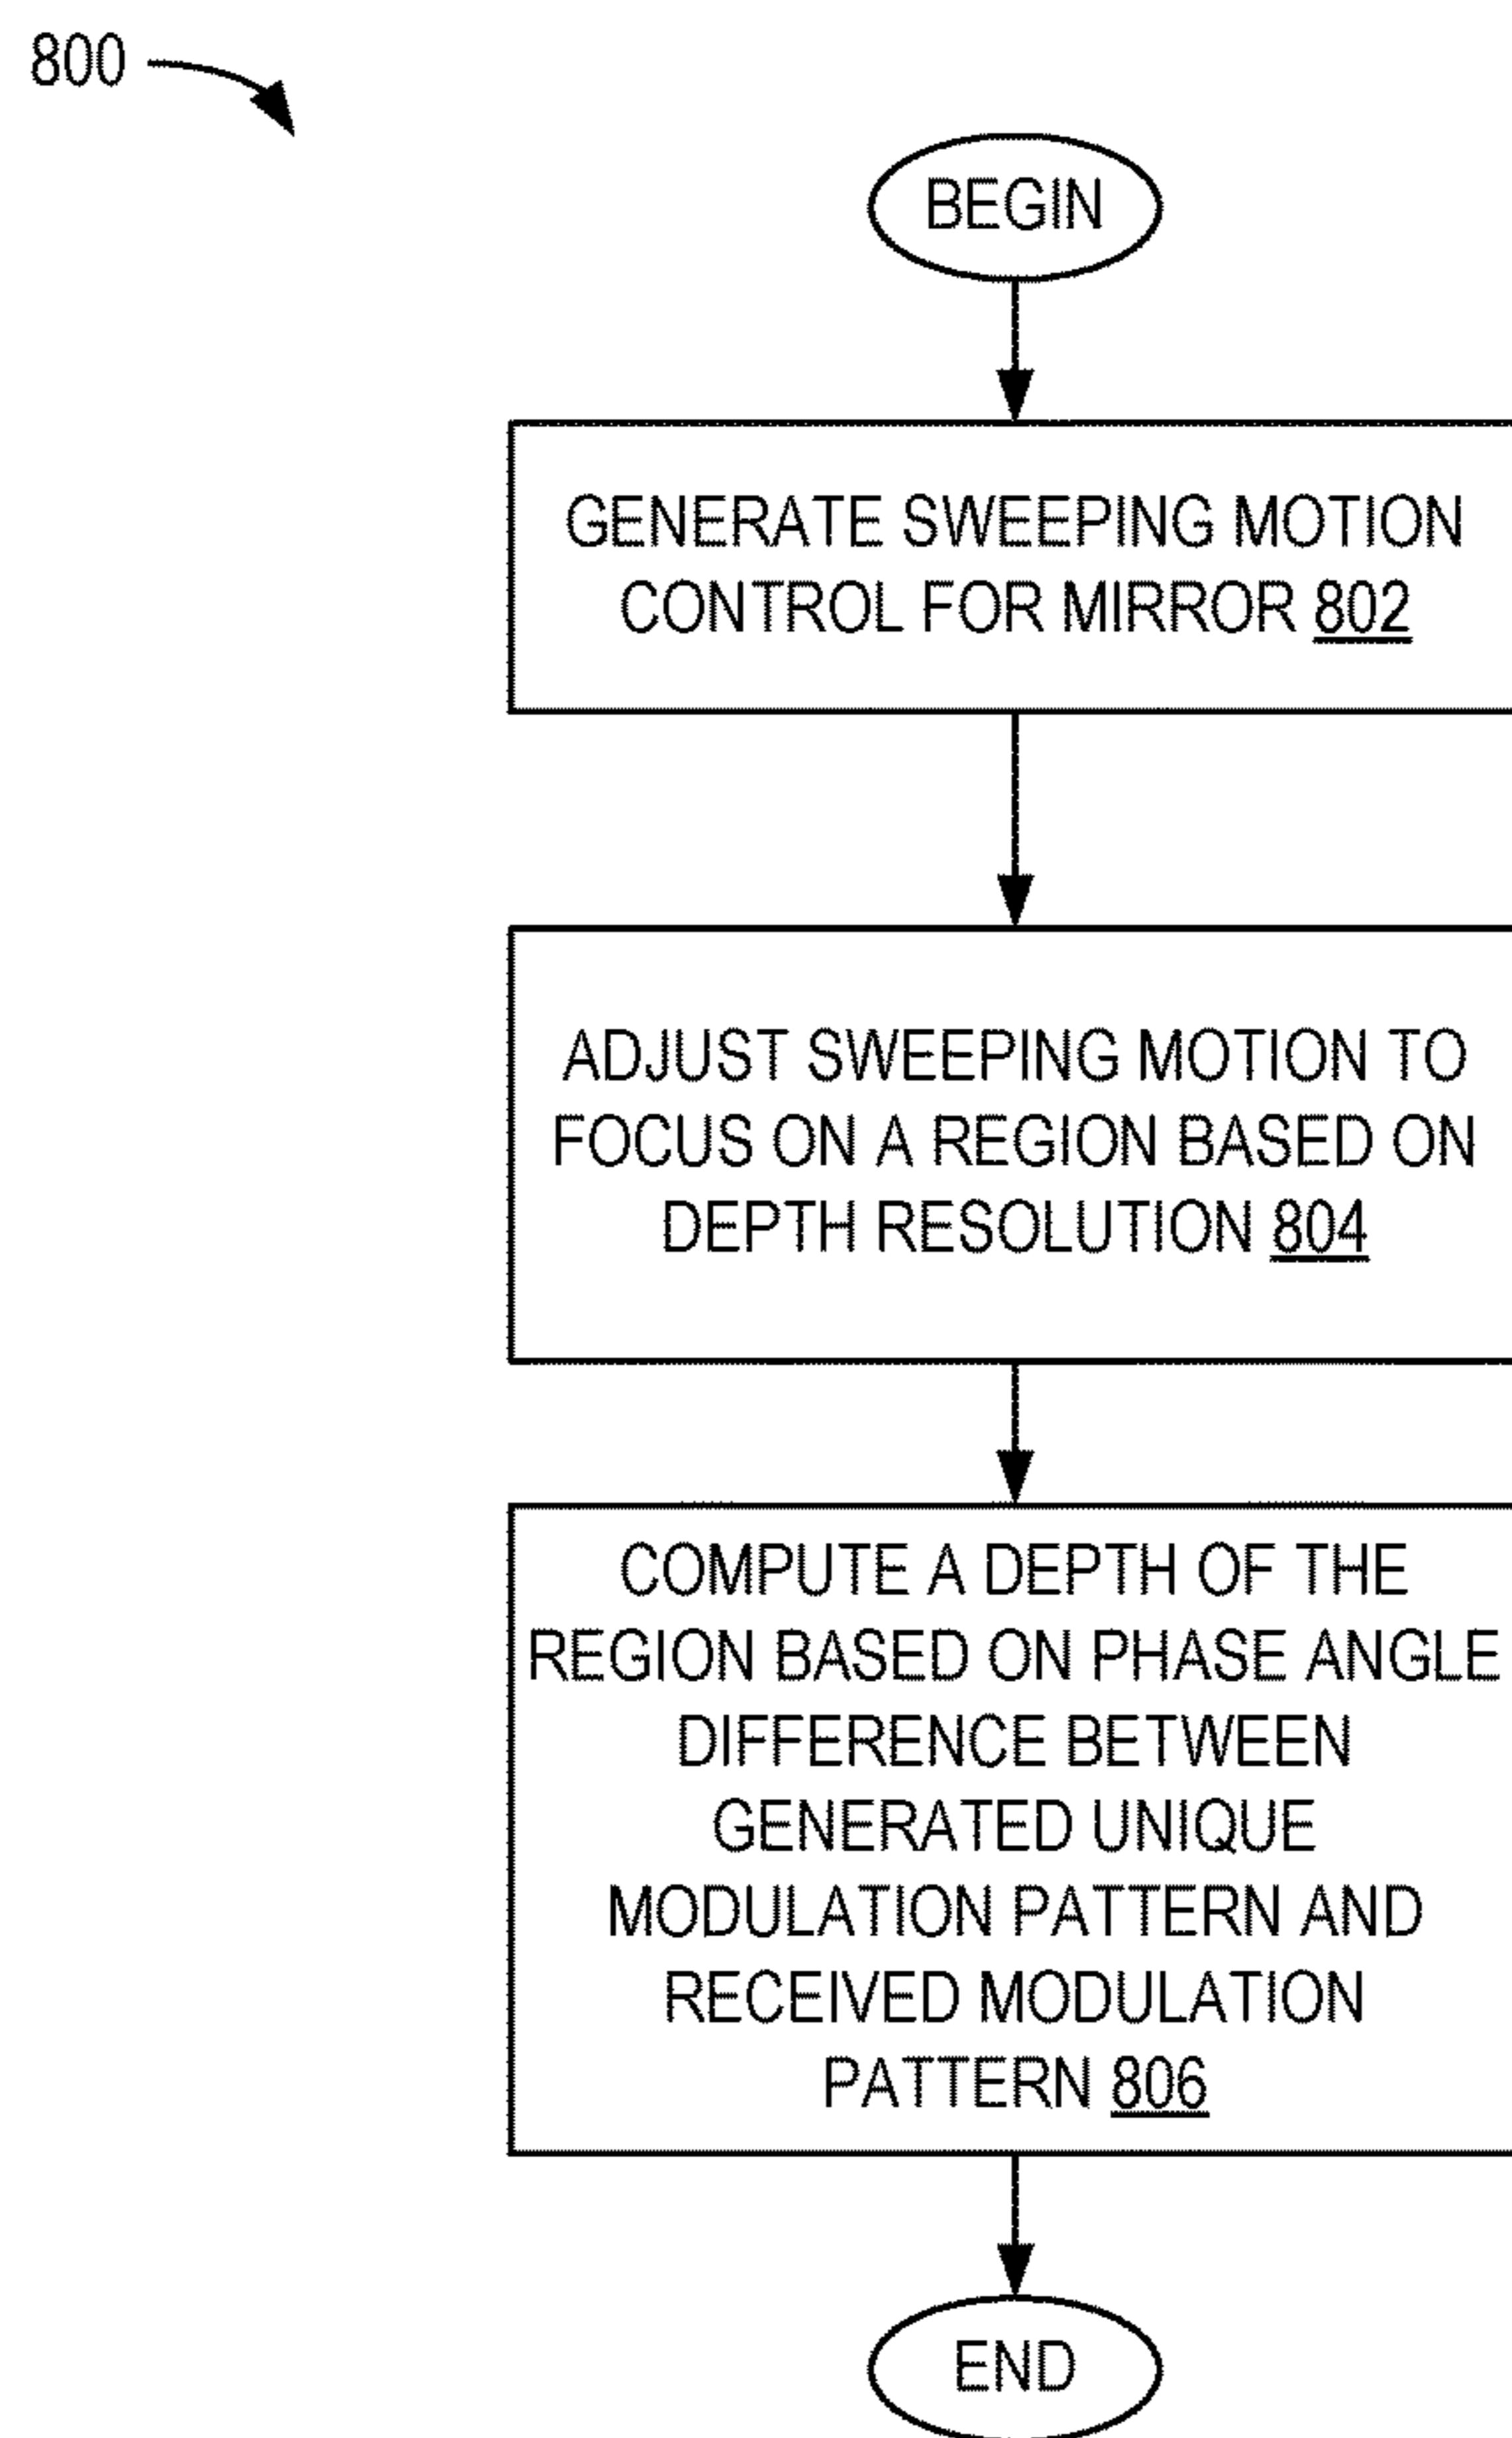 800
BEGIN
GENERATE SWEEPING MOTION
CONTROL FOR MIRROR 802
ADJUST SWEEPING MOTION TO
FOCUS ON A REGION BASED ON
DEPTH RESOLUTION 804
COMPUTE A DEPTH OF THE
REGION BASED ON PHASE ANGLE
DIFFERENCE BETWEEN
GENERATED UNIQUE
MODULATION PATTERN AND
RECEIVED MODULATION
PATTERN 806
END